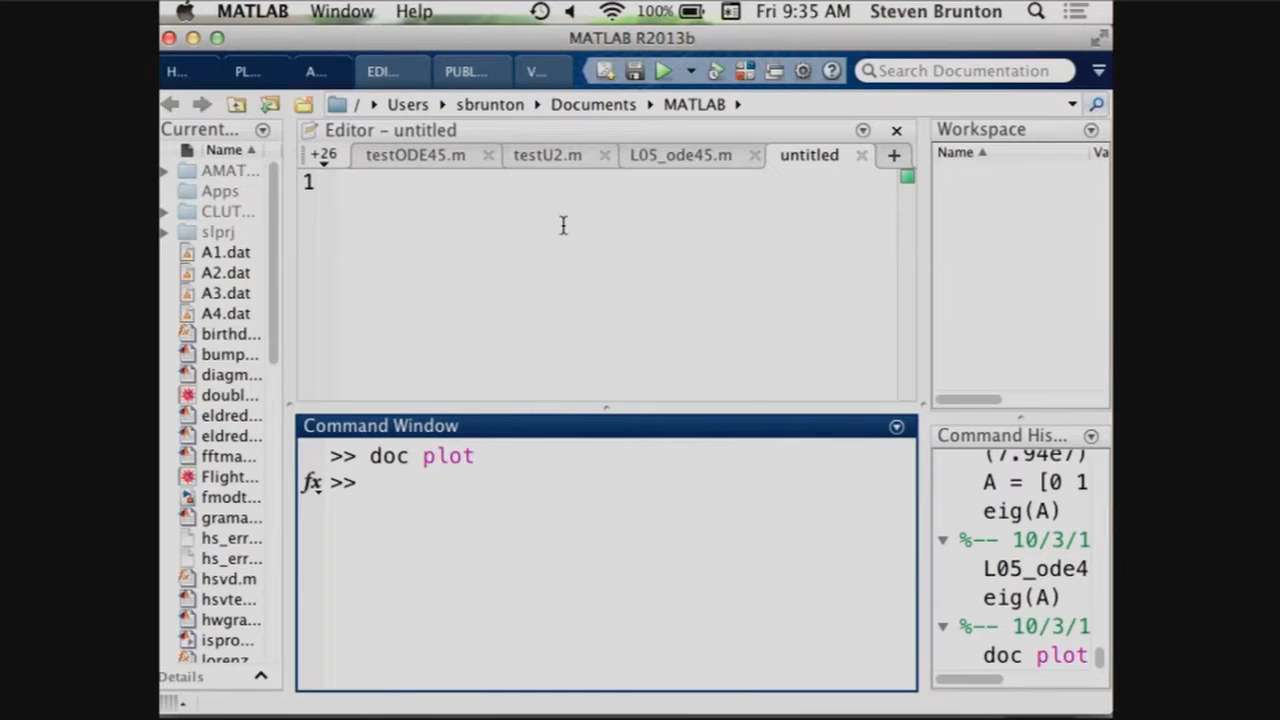 MATLAB Window Help 100% Fri 9:35 AM Steven Brunton
MATLAB R2013b
H... PL... A... EDI... PUBL... V... Search Documentation
/ Users sbrunton Documents MATLAB
Current... Editor - untitled Workspace
Name +26 testODE45.m testU2.m L05_ode45.m untitled Name Va
1
AMAT...
Apps
CLUT...
slprj
A1.dat
A2.dat
A3.dat
A4.dat
birthd...
bump...
diagm...
doubl...
eldred...
eldred...
fftma...
Flight...
fmodt...
grama...
hs_err...
hs_err...
hsvd.m
hsvte...
hwgra...
ispro...
lorenz
Details
Command Window
>> doc plot
fx >>
Command His...
(7.94e7)
A = [0 1
eig(A)
%-- 10/3/1
L05_ode4
eig(A)
%-- 10/3/1
doc plot